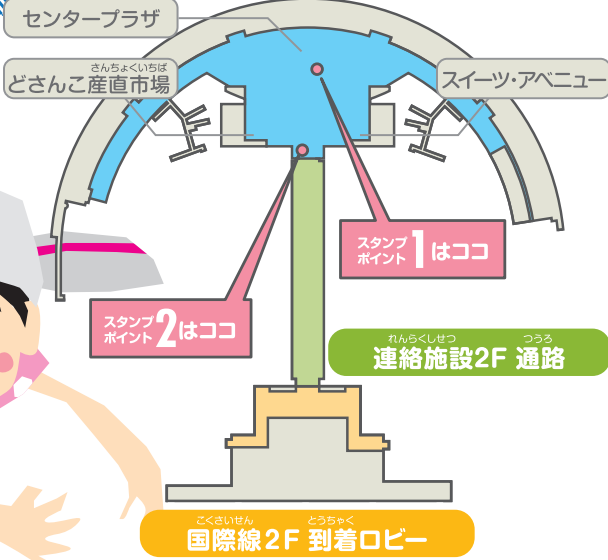 センタープラザ
さんちょくいちば
どさんこ産直市場
スイーツ・アベニュー
スタンプ
ポイント1はココ
スタンプ
ポイント2はココ
れんらくしせつ つうろ
連絡施設2F 通路
こくさいせん とうちゃく
国際線2F 到着ロビー